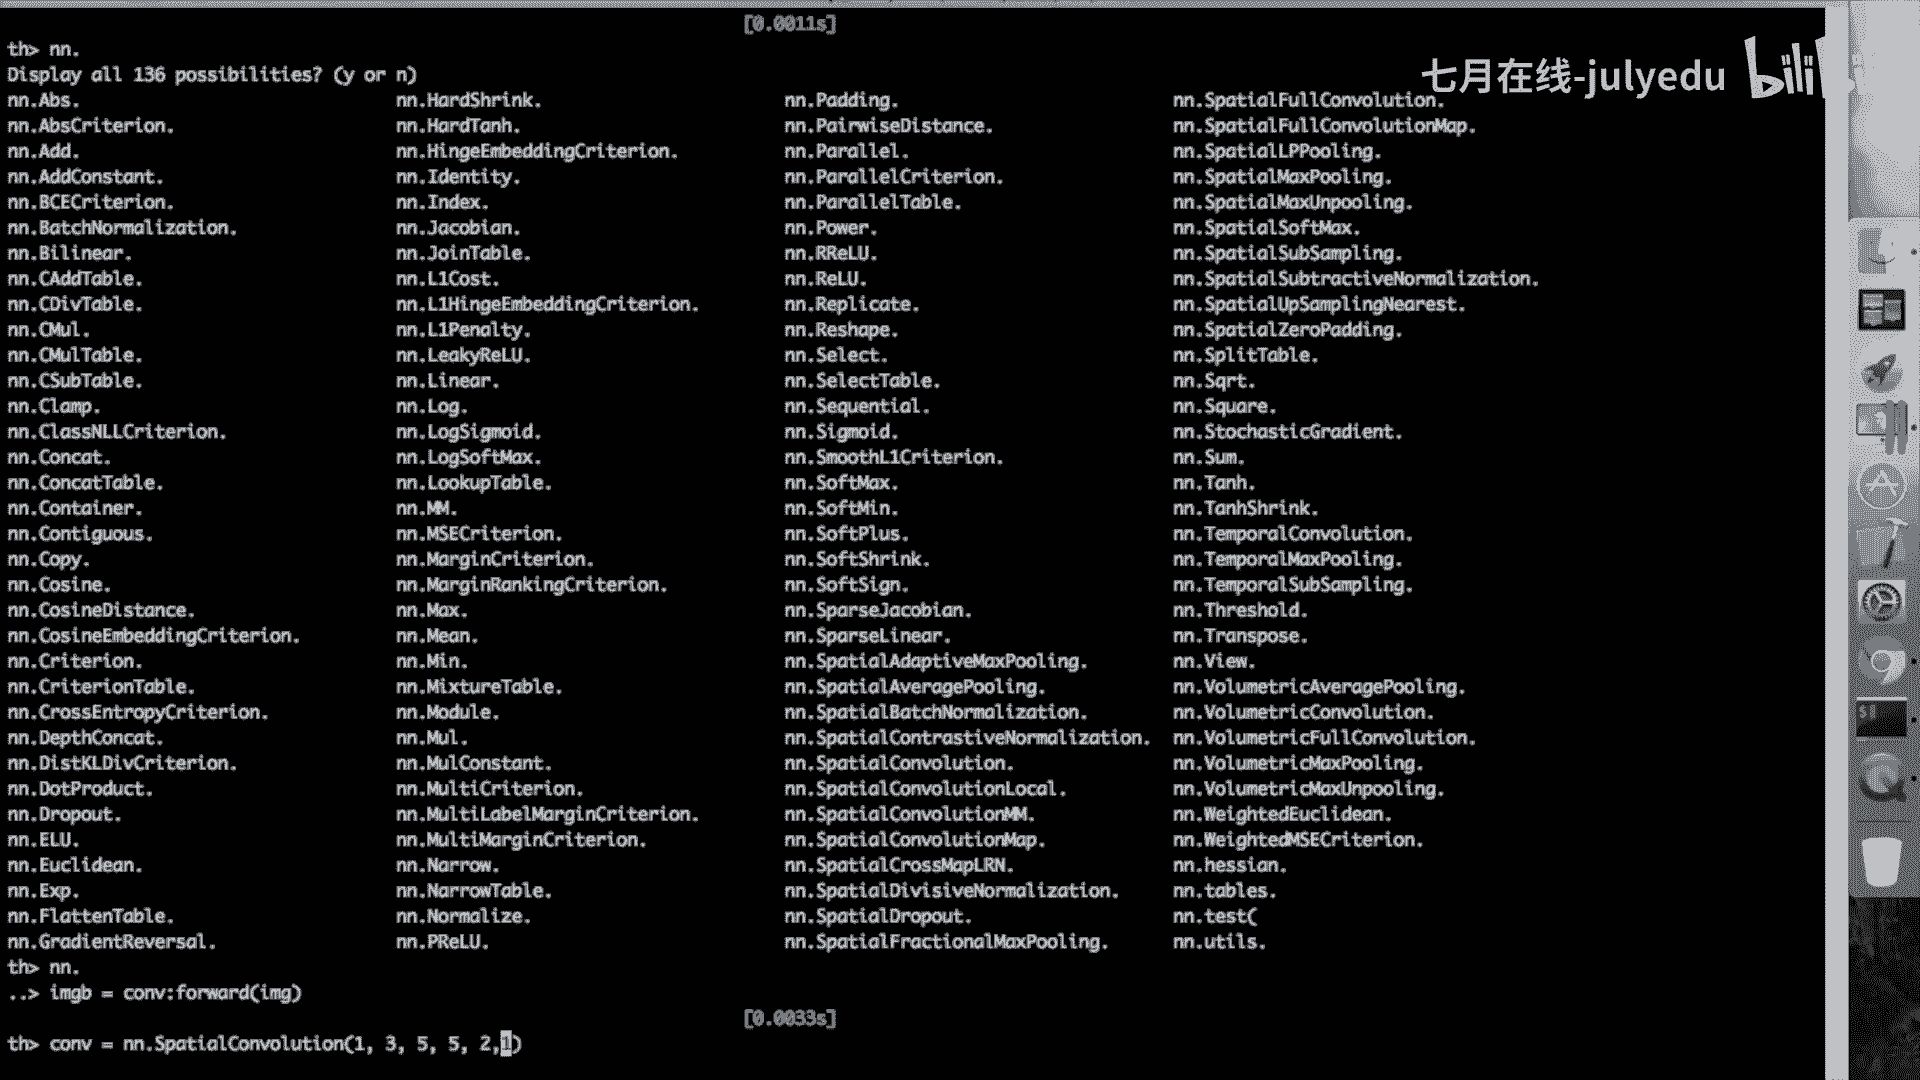 [0.0011s]
th> nn.
Display all 136 possibilities? (y or n)
七月在线-julyedu bili
nn.Abs. nn.HardShrink. nn.Padding. nn.SpatialFullConvolution.
nn.AbsCriterion. nn.HardTanh. nn.PairwiseDistance. nn.SpatialFullConvolutionMap.
nn.Add. nn.HingeEmbeddingCriterion. nn.Parallel. nn.SpatialLPPooling.
nn.AddConstant. nn.Identity. nn.ParallelCriterion. nn.SpatialMaxPooling.
nn.BCECriterion. nn.Index. nn.ParallelTable. nn.SpatialMaxUnpooling.
nn.BatchNormalization. nn.Jacobian. nn.Power. nn.SpatialSoftMax.
nn.Bilinear. nn.JoinTable. nn.RReLU. nn.SpatialSubSampling.
nn.CAddTable. nn.L1Cost. nn.ReLU. nn.SpatialSubtractiveNormalization.
nn.CDivTable. nn.L1HingeEmbeddingCriterion. nn.Replicate. nn.SpatialUpSamplingNearest.
nn.CMul. nn.L1Penalty. nn.Reshape. nn.SpatialZeroPadding.
nn.CMulTable. nn.LeakyReLU. nn.Select. nn.SplitTable.
nn.CSubTable. nn.Linear. nn.SelectTable. nn.Sqrt.
nn.Clamp. nn.Log. nn.Sequential. nn.Square.
nn.ClassNLLCriterion. nn.LogSigmoid. nn.Sigmoid. nn.StochasticGradient.
nn.Concat. nn.LogSoftMax. nn.SmoothL1Criterion. nn.Sum.
nn.ConcatTable. nn.LookupTable. nn.SoftMax. nn.Tanh.
nn.Container. nn.MM. nn.SoftMin. nn.TanhShrink.
nn.Contiguous. nn.MSECriterion. nn.SoftPlus. nn.TemporalConvolution.
nn.Copy. nn.MarginCriterion. nn.SoftShrink. nn.TemporalMaxPooling.
nn.Cosine. nn.MarginRankingCriterion. nn.SoftSign. nn.TemporalSubSampling.
nn.CosineDistance. nn.Max. nn.SparseJacobian. nn.Threshold.
nn.CosineEmbeddingCriterion. nn.Mean. nn.SparseLinear. nn.Transpose.
nn.Criterion. nn.Min. nn.SpatialAdaptiveMaxPooling. nn.View.
nn.CriterionTable. nn.MixtureTable. nn.SpatialAveragePooling. nn.VolumetricAveragePooling.
nn.CrossEntropyCriterion. nn.Module. nn.SpatialBatchNormalization. nn.VolumetricConvolution.
nn.DepthConcat. nn.Mul. nn.SpatialContrastiveNormalization. nn.VolumetricFullConvolution.
nn.DistKLDivCriterion. nn.MulConstant. nn.SpatialConvolution. nn.VolumetricMaxPooling.
nn.DotProduct. nn.MultiCriterion. nn.SpatialConvolutionLocal. nn.VolumetricMaxUnpooling.
nn.Dropout. nn.MultiLabelMarginCriterion. nn.SpatialConvolutionMM. nn.WeightedEuclidean.
nn.ELU. nn.MultiMarginCriterion. nn.SpatialConvolutionMap. nn.WeightedMSECriterion.
nn.Euclidean. nn.Narrow. nn.SpatialCrossMapLRN. nn.hessian.
nn.Exp. nn.NarrowTable. nn.SpatialDivisiveNormalization. nn.tables.
nn.FlattenTable. nn.Normalize. nn.SpatialDropout. nn.test(
nn.GradientReversal. nn.PReLU. nn.SpatialFractionalMaxPooling. nn.utils.
th> nn.
..> imgb = conv:forward(img)
[0.0033s]
th> conv = nn.SpatialConvolution(1, 3, 5, 5, 2,1)